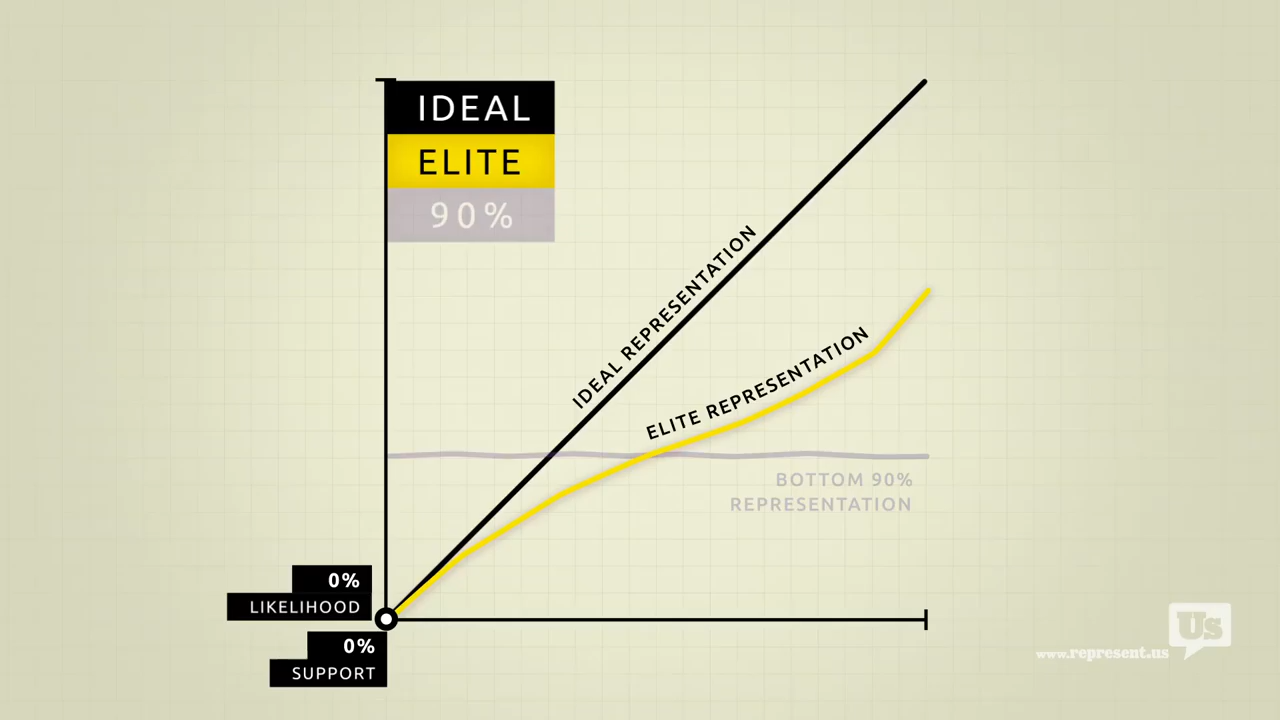 IDEAL
ELITE
90%
IDEAL REPRESENTATION
ELITE REPRESENTATION
BOTTOM 90%
REPRESENTATION
0%
LIKELIHOOD
0%
SUPPORT
Us
www.represent.us